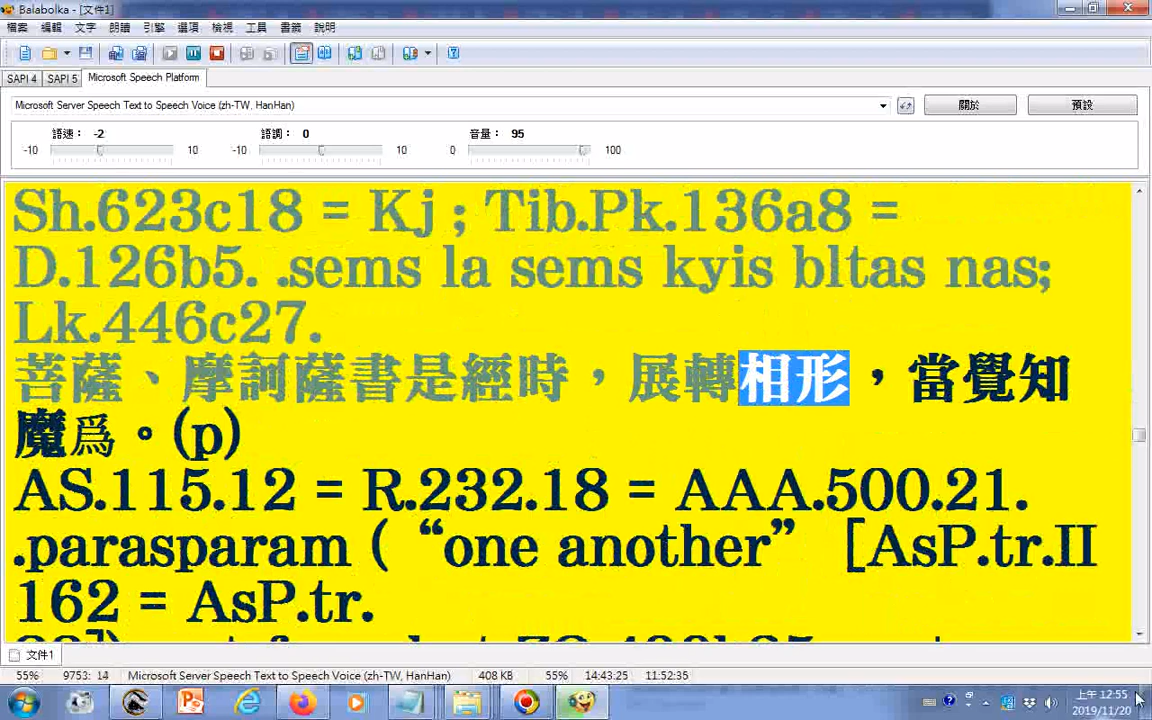 Balabolka - [文件1]
檔案 編輯 文字 朗讀 引擎 選項 檢視 工具 書籤 說明
SAPI 4 SAPI 5 Microsoft Speech Platform
Microsoft Server Speech Text to Speech Voice (zh-TW, HanHan) 關於 預設
語速： -2 語調： 0 音量： 95
-10 10 -10 10 0 100
Sh.623c18 = Kj ; Tib.Pk.136a8 =
D.126b5. .sems la sems kyis bltas nas;
Lk.446c27.
菩薩、摩訶薩書是經時，展轉相形，當覺知
魔爲。(p)
AS.115.12 = R.232.18 = AAA.500.21.
.parasparam (“one another” [AsP.tr.II
162 = AsP.tr.
文件1
55% 9753: 14 Microsoft Server Speech Text to Speech Voice (zh-TW, HanHan) 408 KB 55% 14:43:25 11:52:35
上午 12:55
2019/11/20